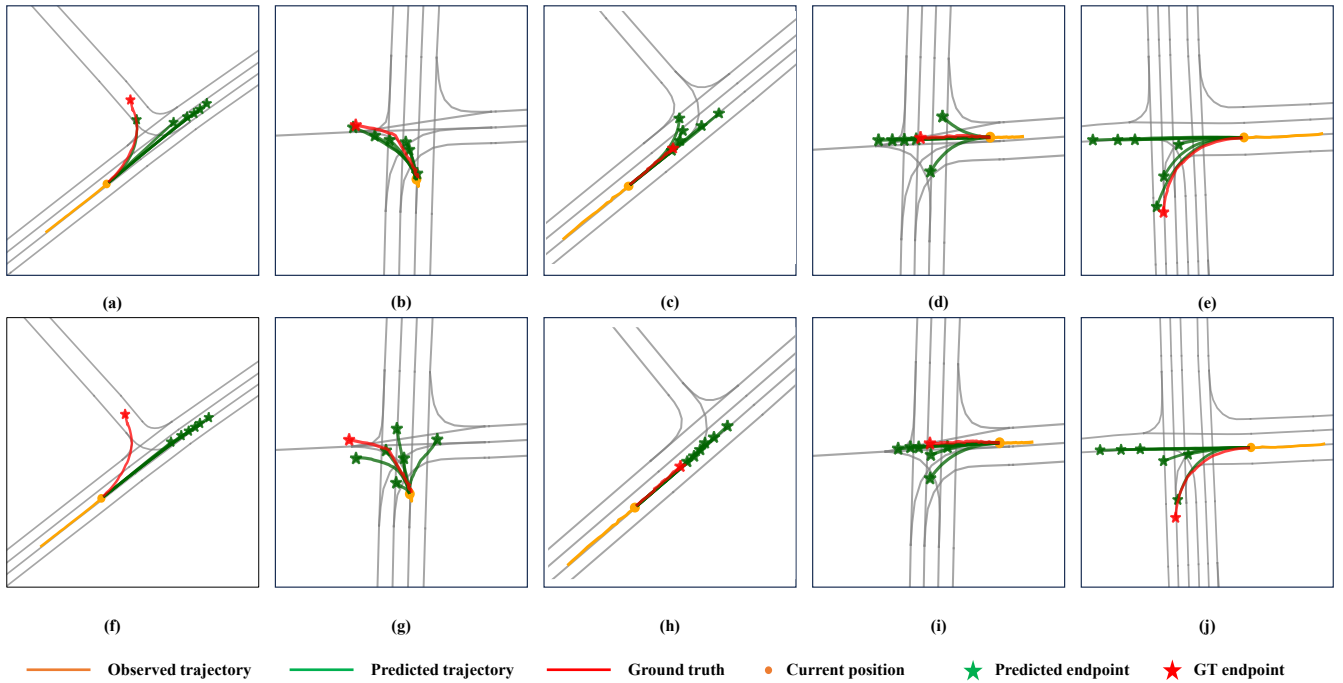 (a) (b) (c) (d) (e)
(f) (g) (h) (i) (j)
Observed trajectory Predicted trajectory Ground truth Current position Predicted endpoint GT endpoint